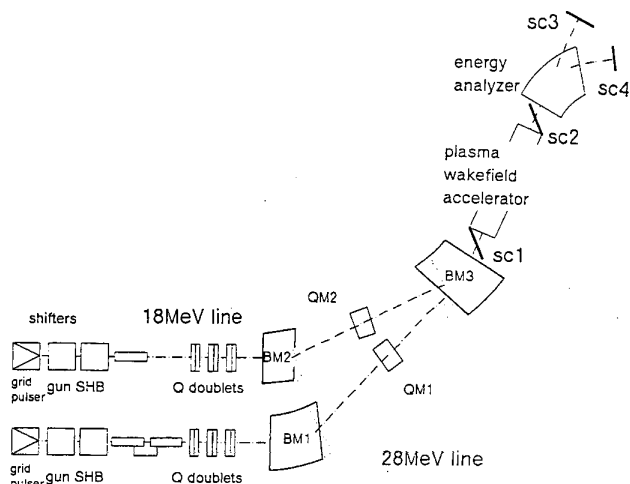 sc3
energy
analyzer
sc4
sc2
plasma
wakefield
accelerator
sc1
BM3
QM2
shifters
18MeV line
BM2
QM1
grid
pulser
gun SHB
Q doublets
BM1
28MeV line
grid
pulser
gun SHB
Q doublets